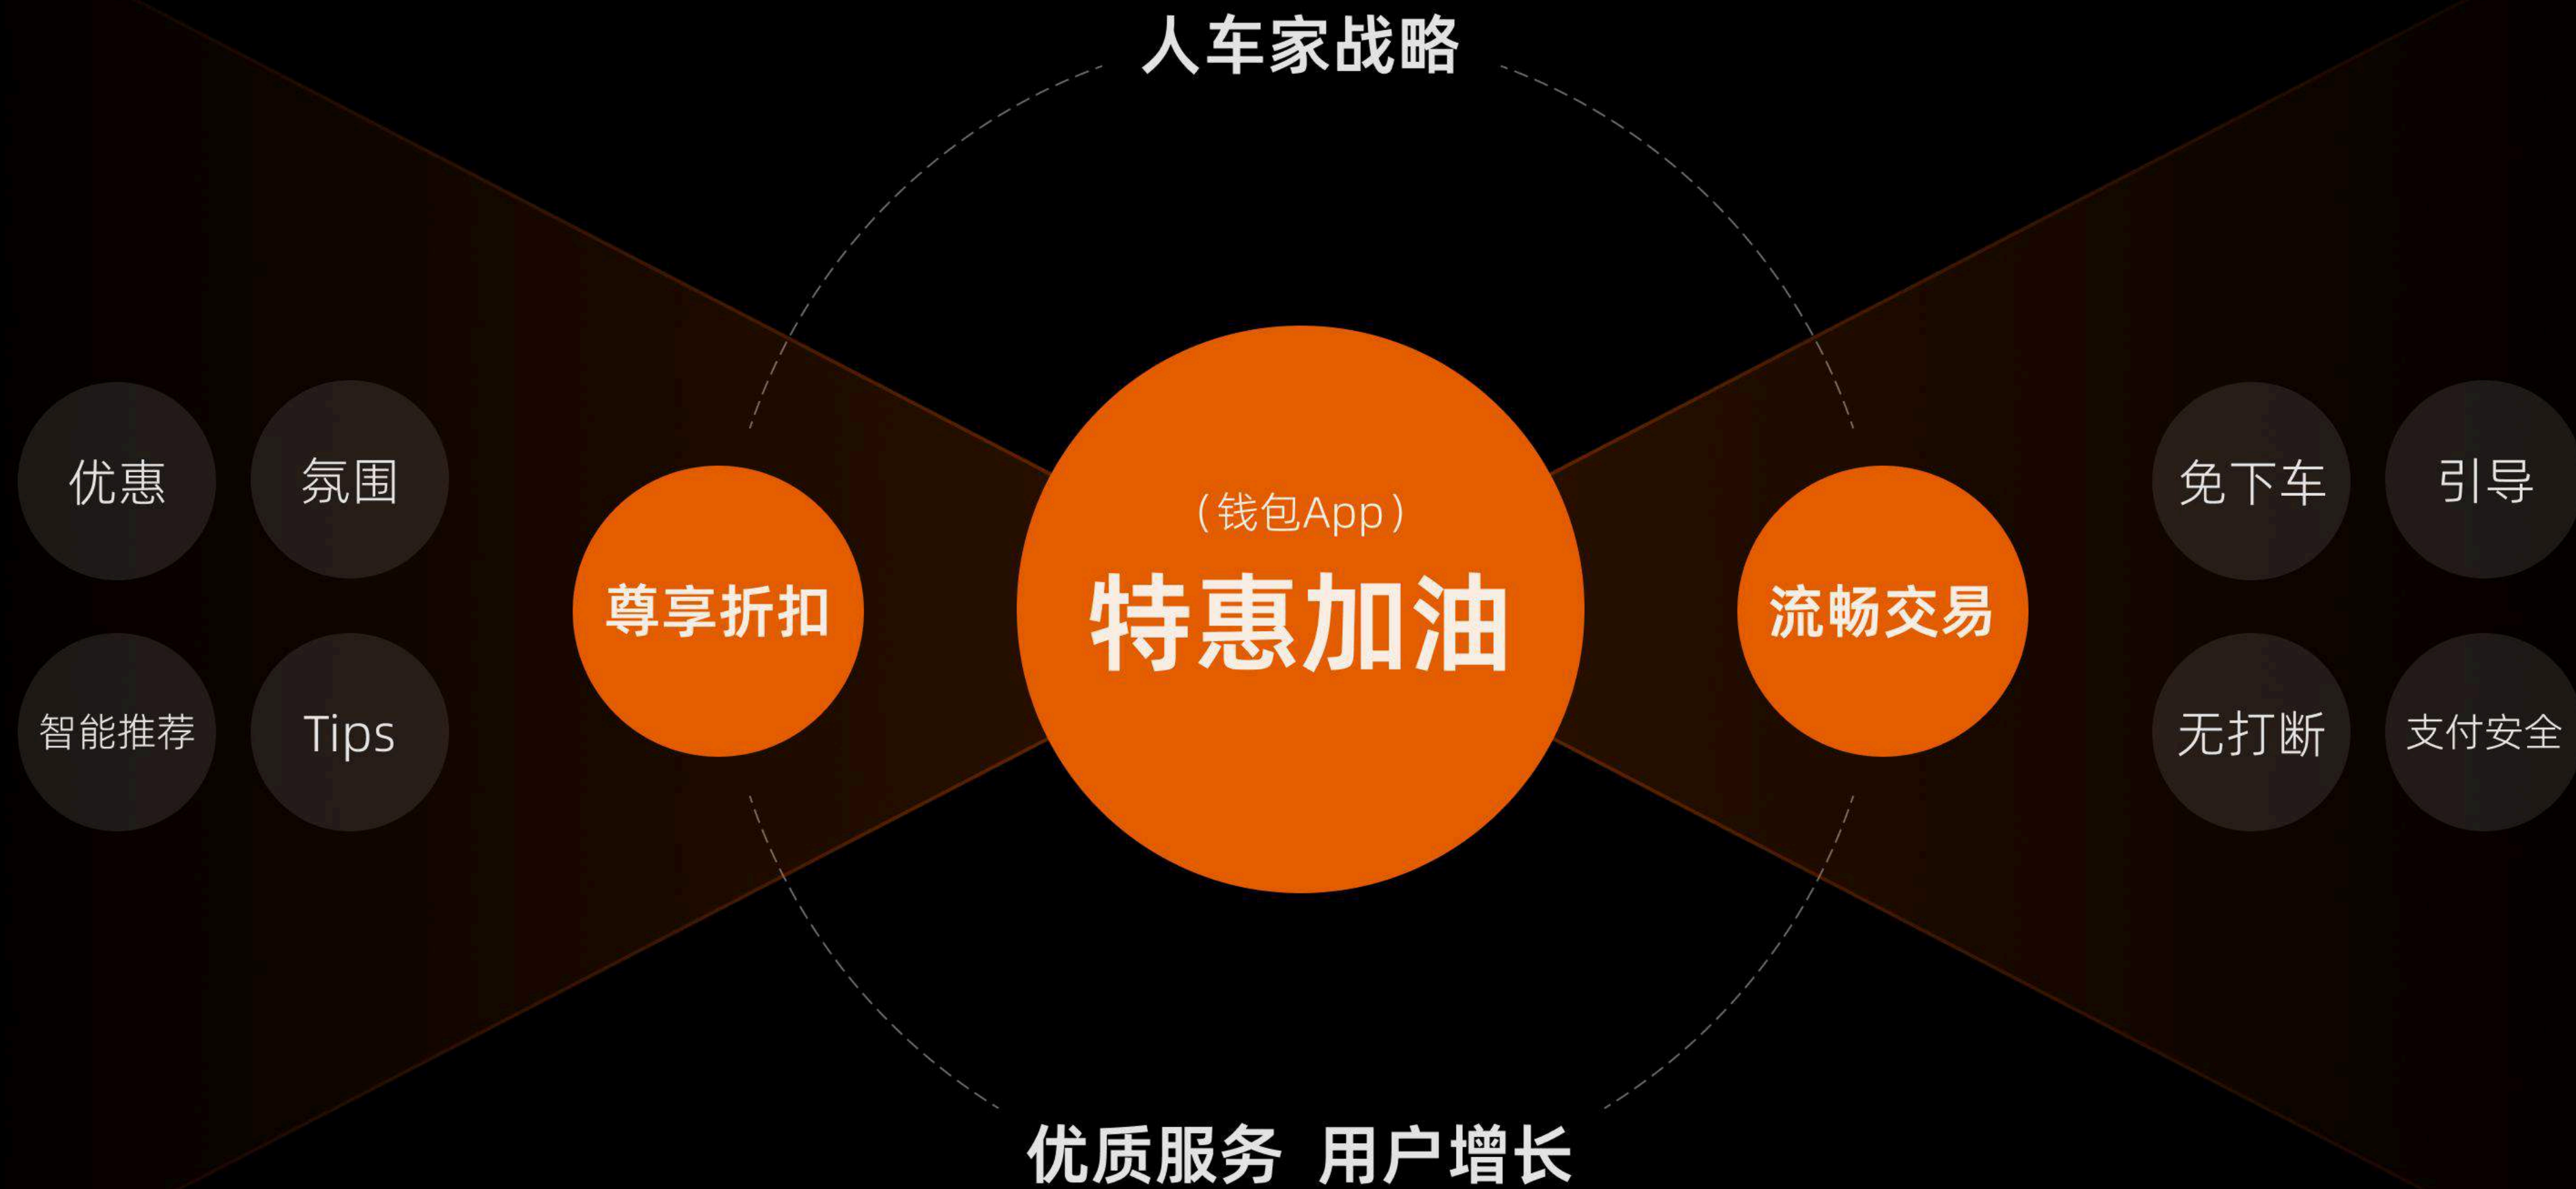 人车家战略
优惠
氛围
智能推荐
Tips
尊享折扣
（钱包App）
特惠加油
流畅交易
免下车
引导
无打断
支付安全
优质服务 用户增长